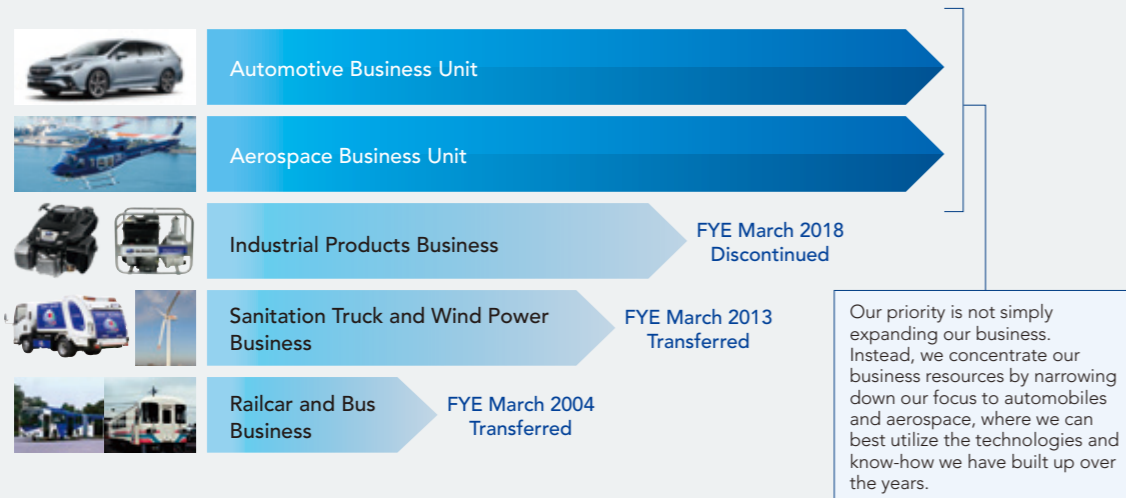 Automotive Business Unit
Aerospace Business Unit
Industrial Products Business
FYE March 2018
Discontinued
Sanitation Truck and Wind Power
Business
FYE March 2013
Transferred
Railcar and Bus
Business
FYE March 2004
Transferred
Our priority is not simply
expanding our business.
Instead, we concentrate our
business resources by narrowing
down our focus to automobiles
and aerospace, where we can
best utilize the technologies and
know-how we have built up over
the years.